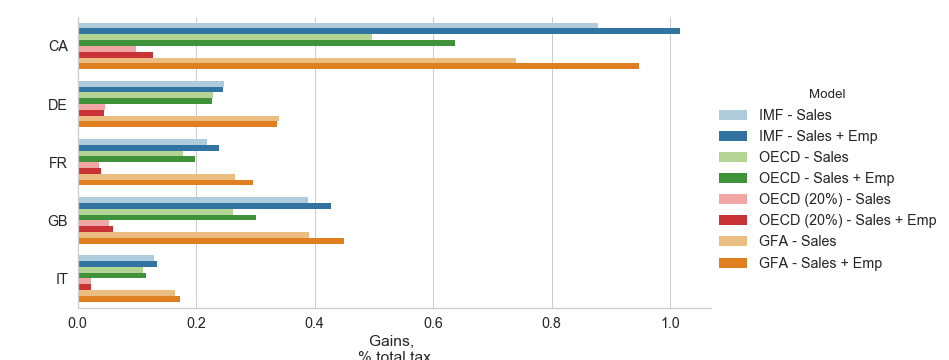 CA
DE
FR
GB
IT
0.0 0.2 0.4 0.6 0.8 1.0
Gains,
% total tax
Model
IMF - Sales
IMF - Sales + Emp
OECD - Sales
OECD - Sales + Emp
OECD (20%) - Sales
OECD (20%) - Sales + Emp
GFA - Sales
GFA - Sales + Emp